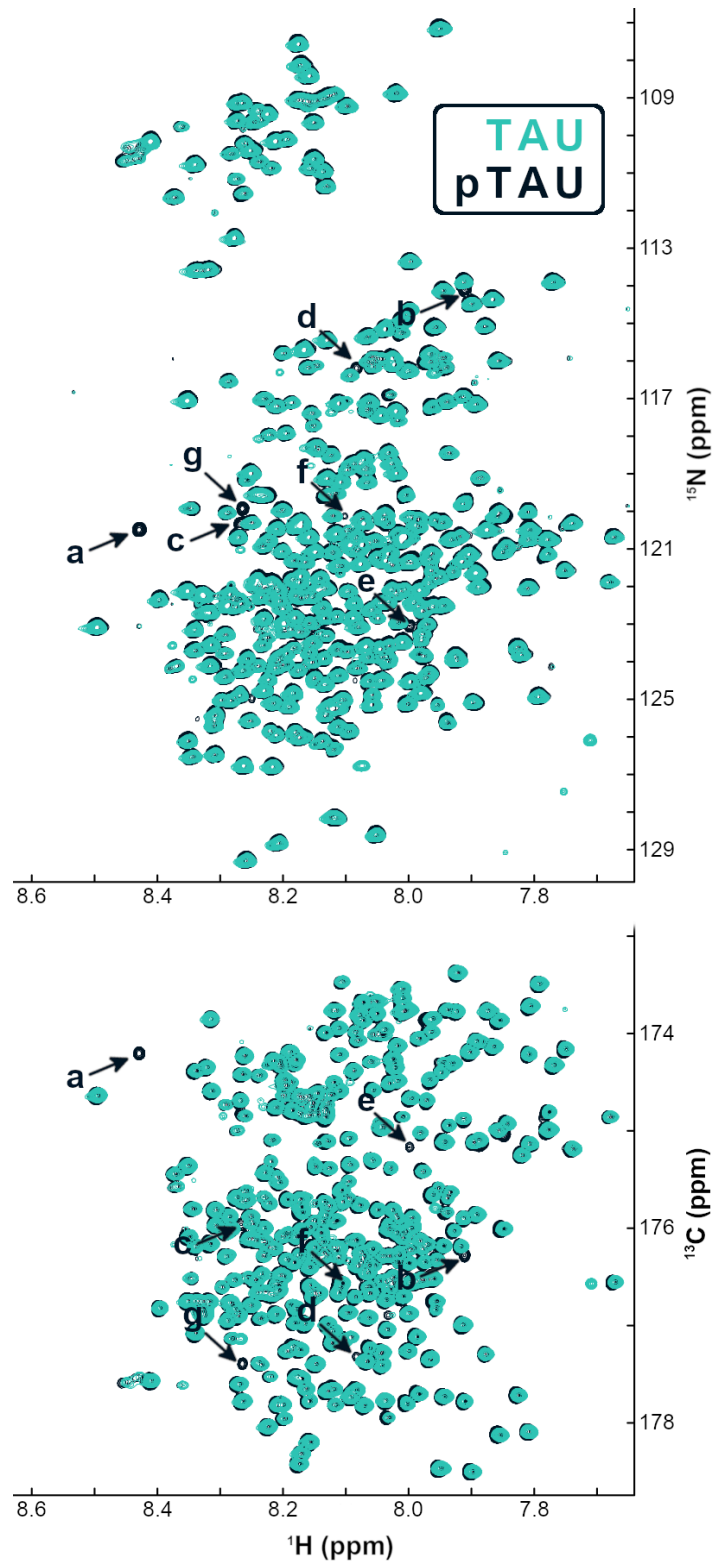 109
TAU
pTAU
113
d
b
117
¹⁵N (ppm)
g
f
a
c
121
e
125
129
8.6
8.4
8.2
8.0
7.8
174
a
e
175
c
f
176
b
¹³C (ppm)
g
d
178
8.6
8.4
8.2
8.0
7.8
¹H (ppm)